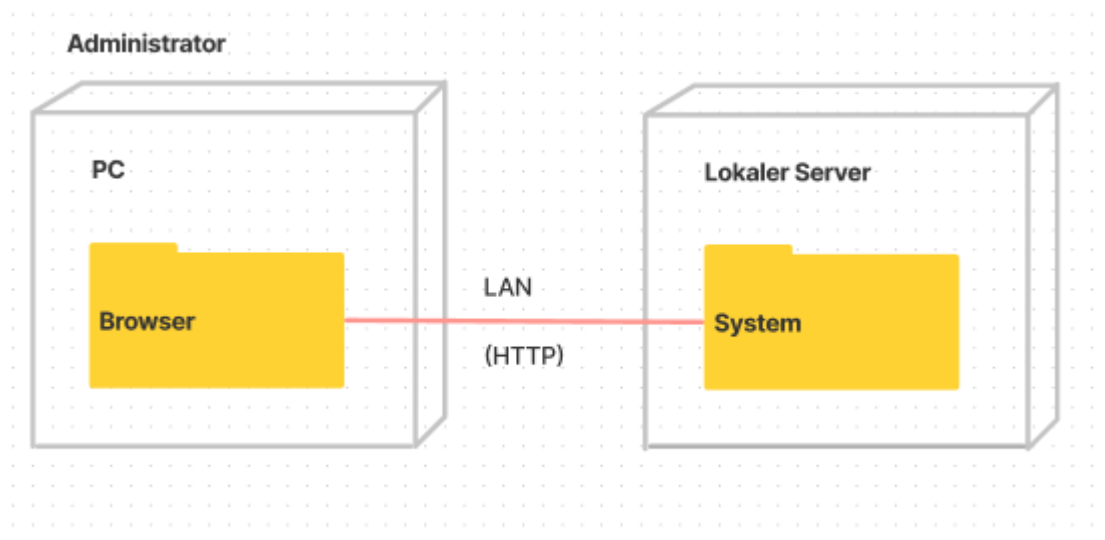 Administrator
PC
Lokaler Server
LAN
Browser
System
(HTTP)